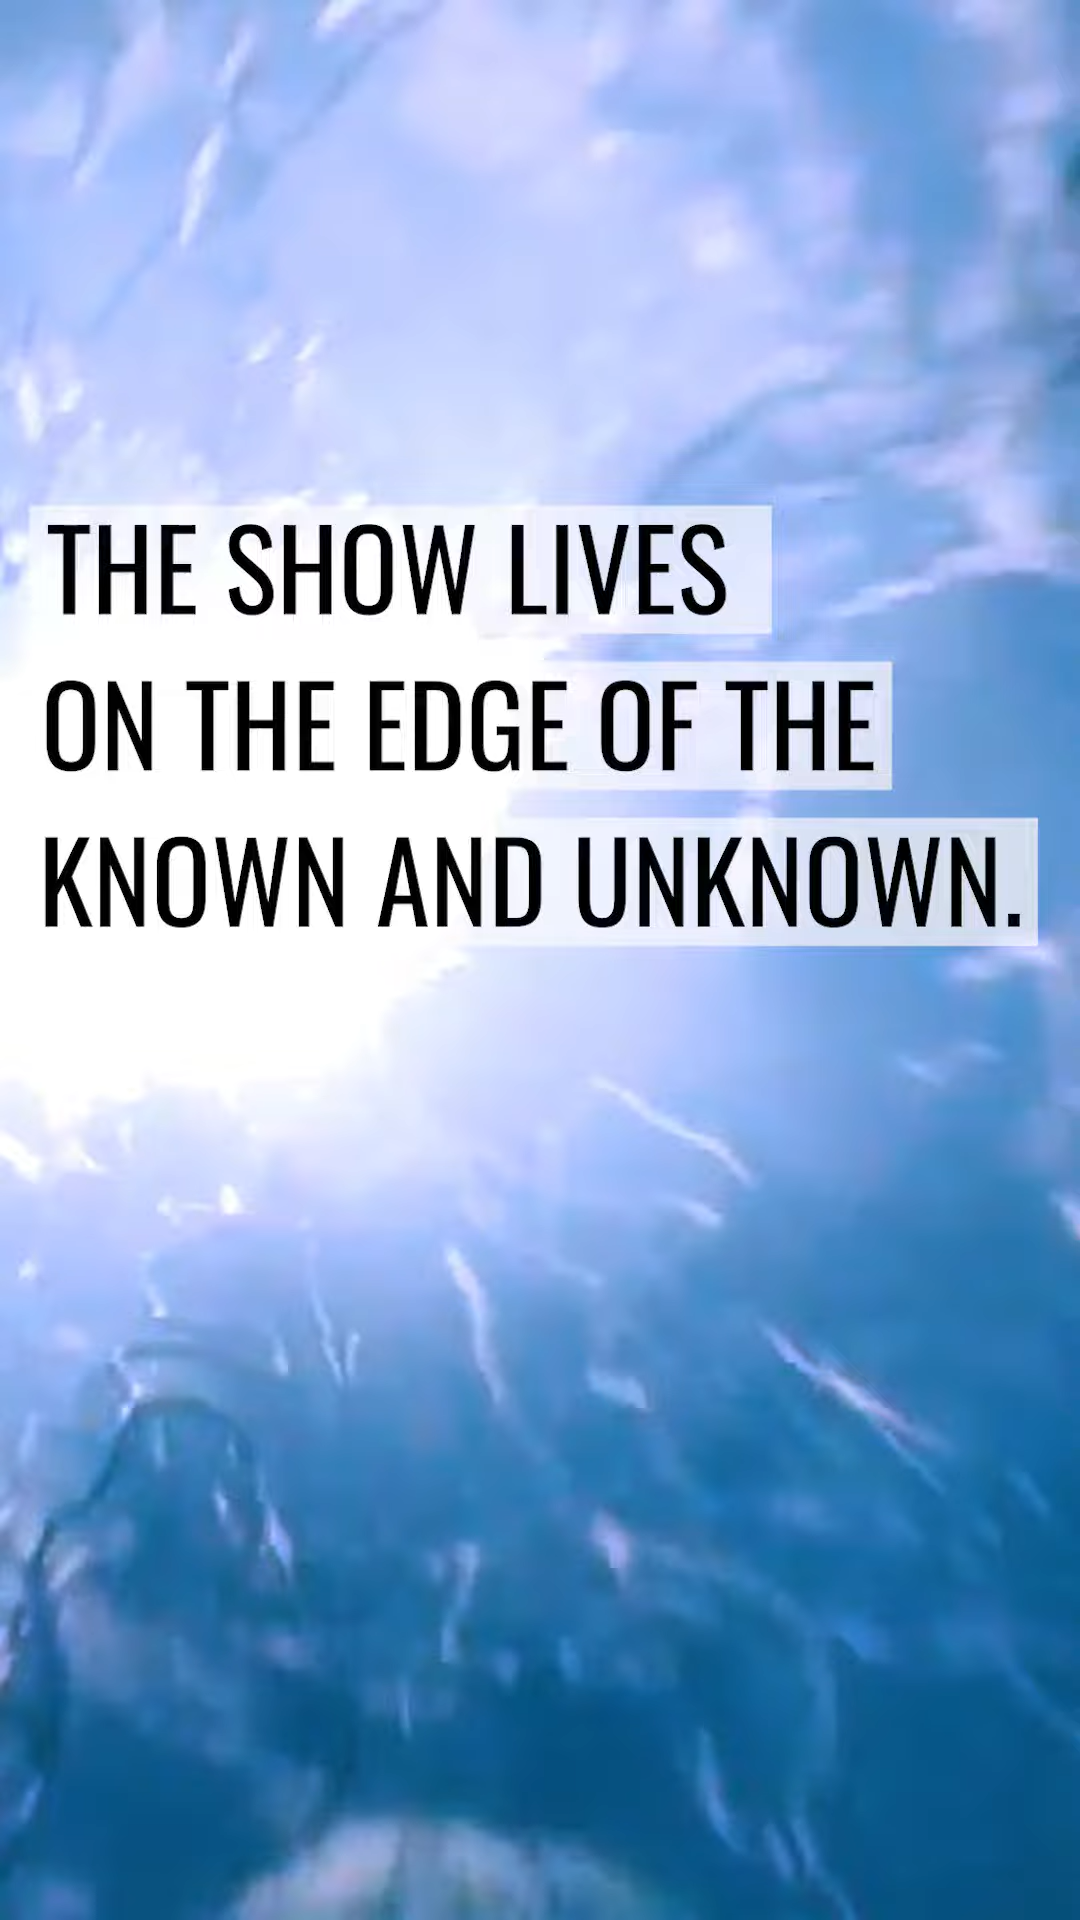 THE SHOW LIVES
ON THE EDGE OF THE
KNOWN AND UNKNOWN.